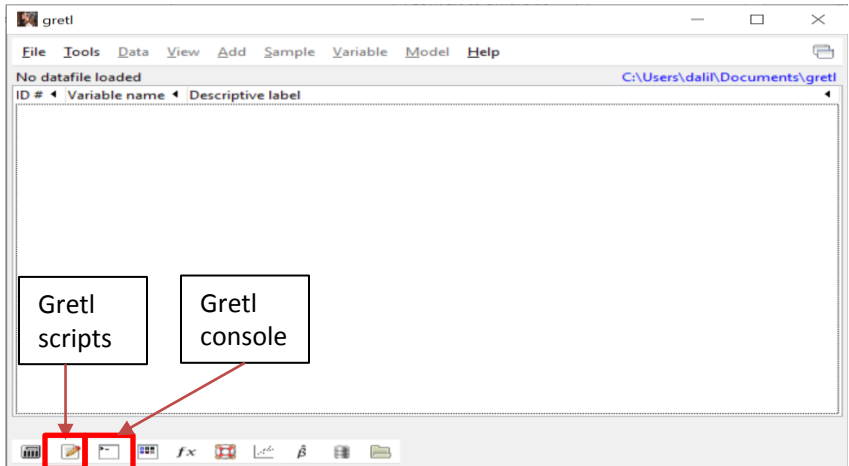 gretl
File Tools Data View Add Sample Variable Model Help
No datafile loaded C:\Users\dalil\Documents\gretl
ID # Variable name Descriptive label
Gretl
scripts
Gretl
console
fx β̂